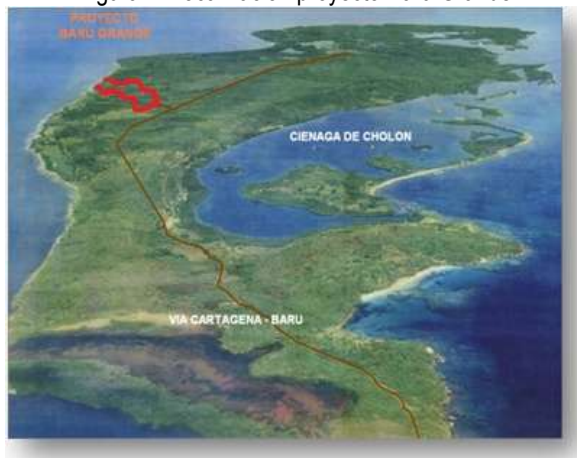 PROYECTO
BARU GRANDE
CIENAGA DE CHOLON
VIA CARTAGENA - BARU